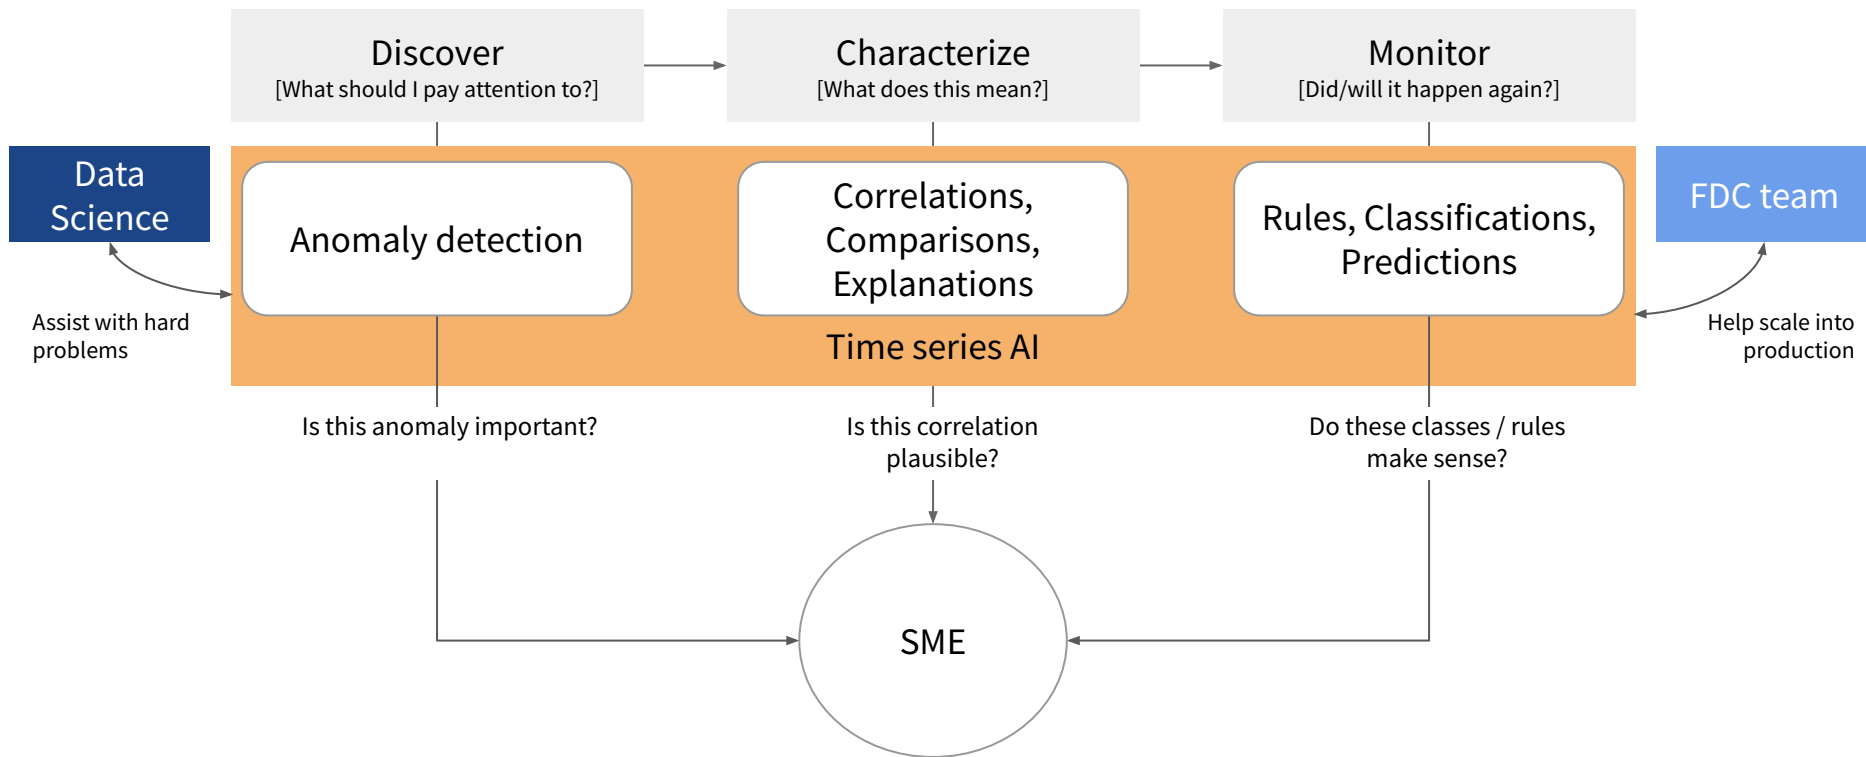 Discover
[What should I pay attention to?]
Characterize
[What does this mean?]
Monitor
[Did/will it happen again?]
Data
Science
Anomaly detection
Correlations,
Comparisons,
Explanations
Rules, Classifications,
Predictions
FDC team
Assist with hard
problems
Time series AI
Help scale into
production
Is this anomaly important?
Is this correlation
plausible?
Do these classes / rules
make sense?
SME